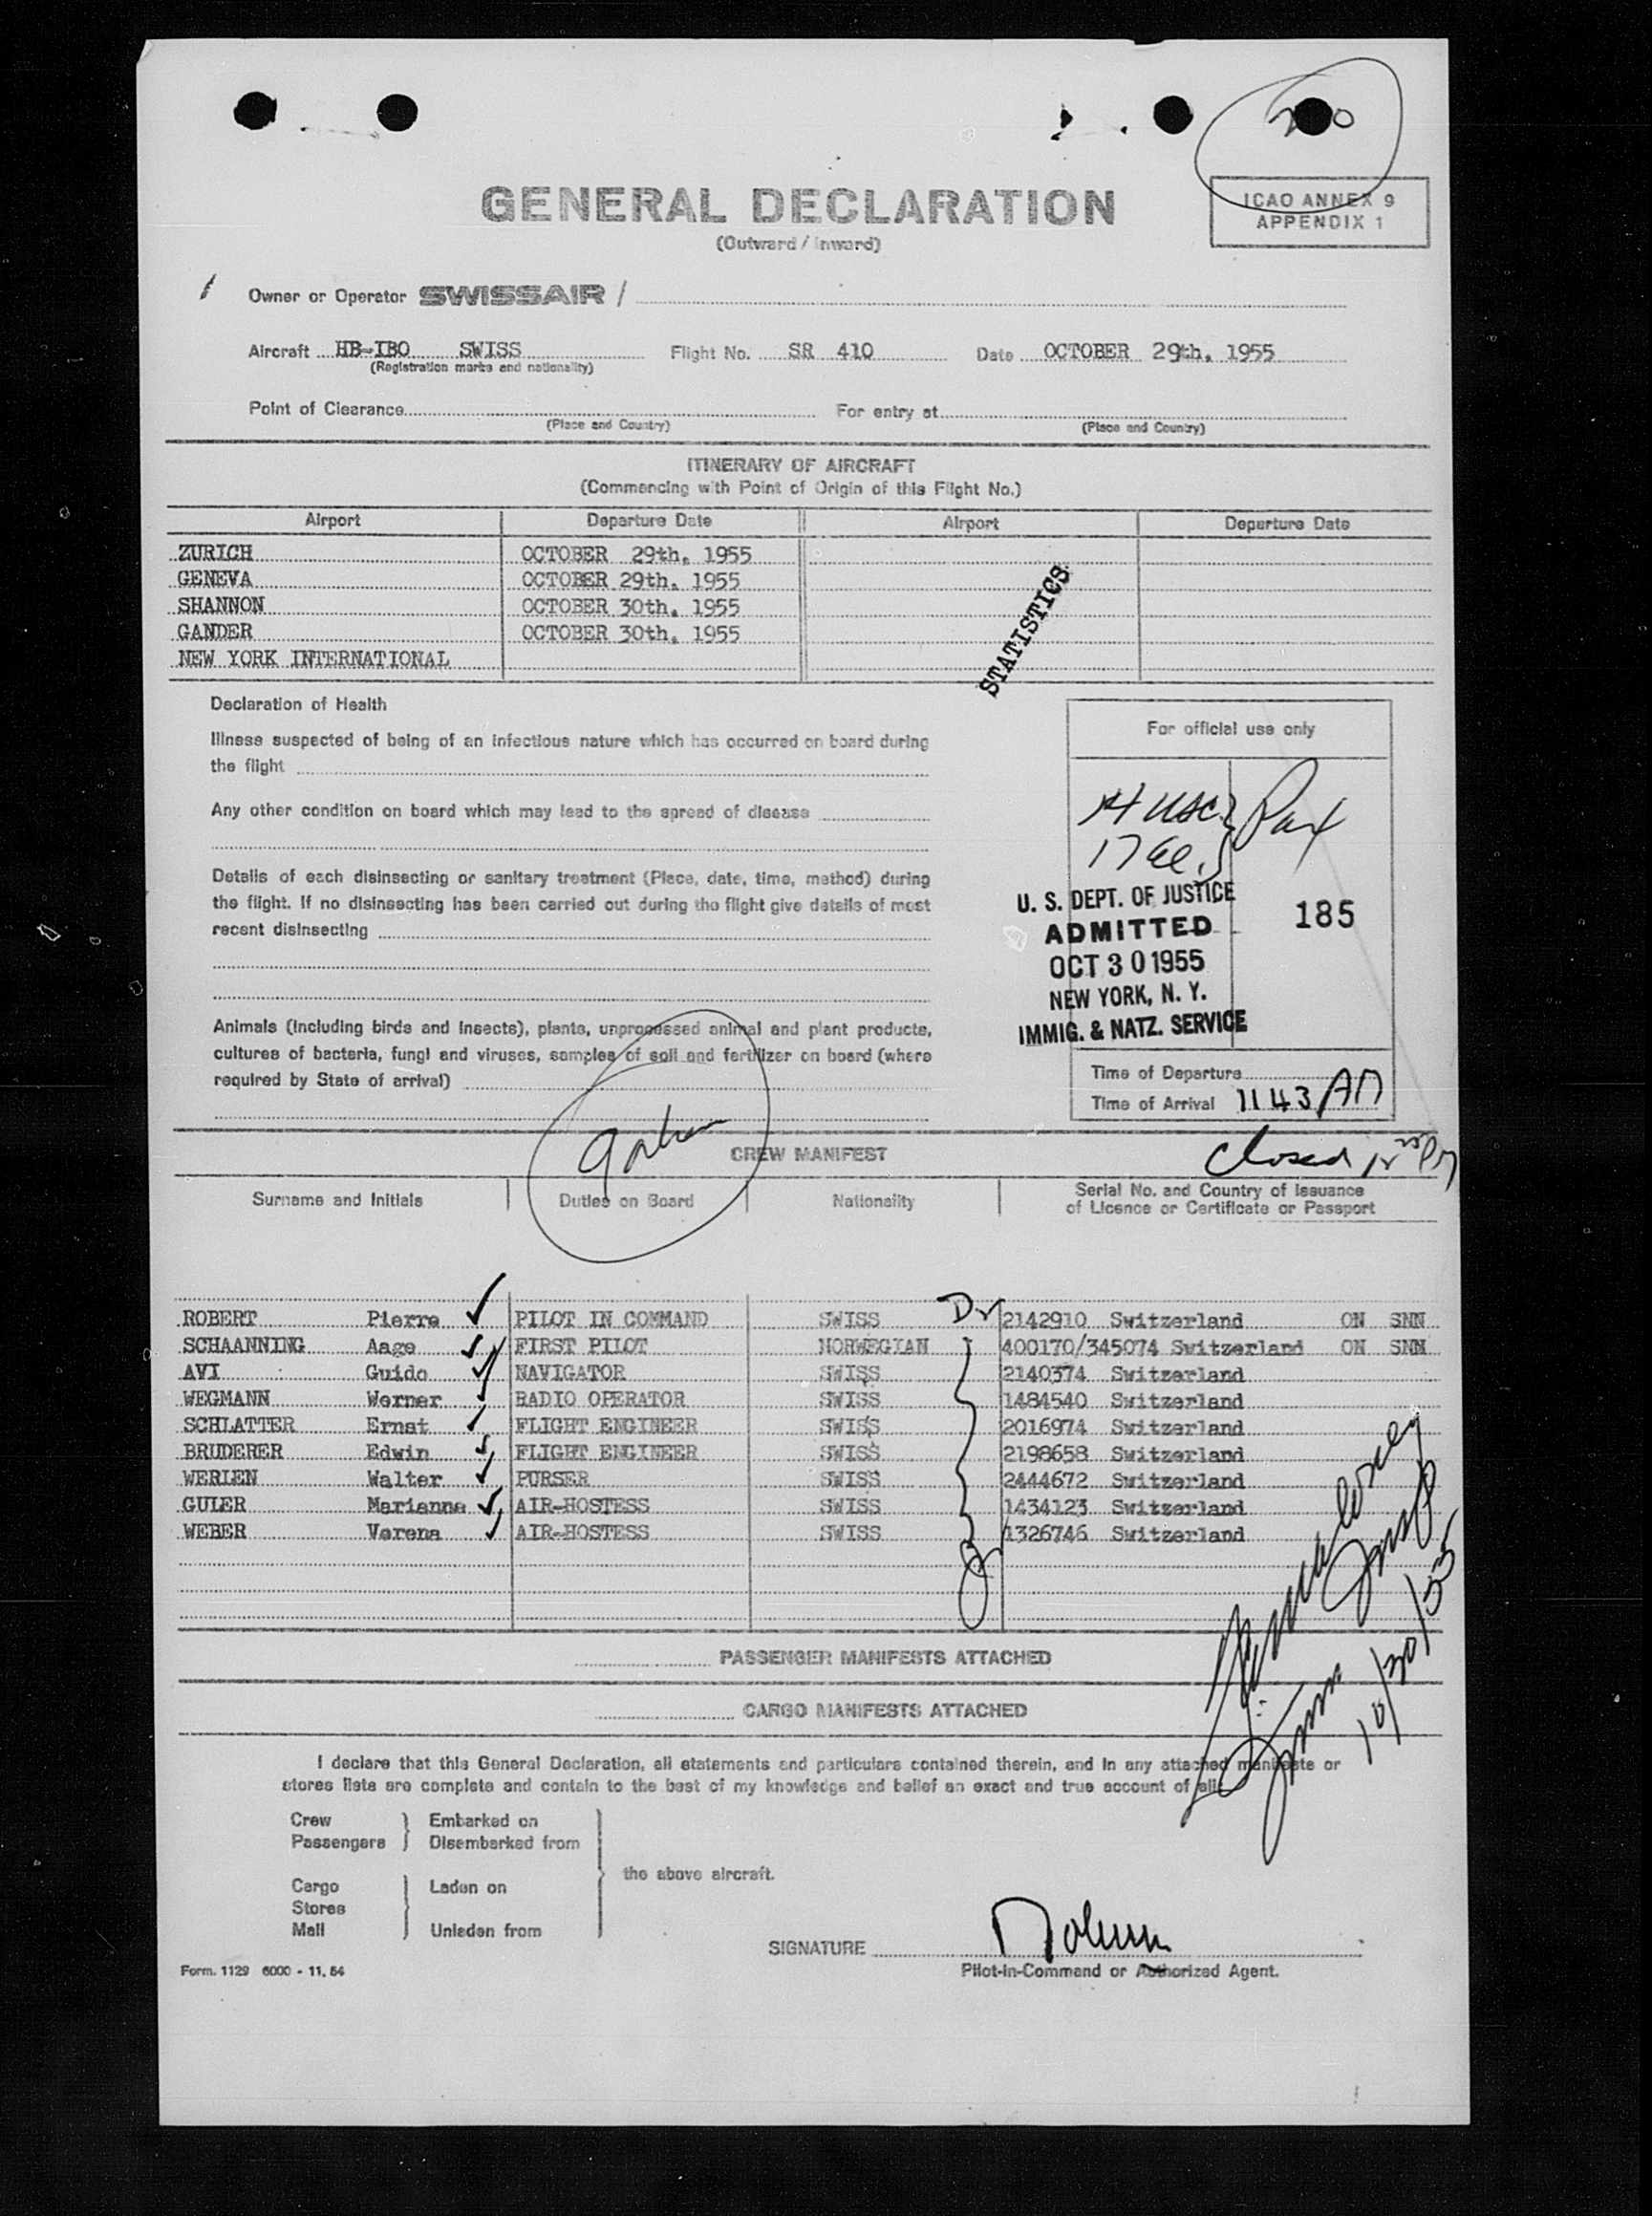 GENERAL DECLARATION
(Outward / Inward)
ICAO ANNEX 9
APPENDIX 1
Owner or Operator SWISSAIR /
Aircraft HB-IBO SWISS Flight No. SR 410 Date OCTOBER 29th, 1955
(Registration marks and nationality)
Point of Clearance For entry at
(Place and Country) (Place and Country)
ITINERARY OF AIRCRAFT
(Commencing with Point of Origin of this Flight No.)
Airport Departure Date Airport Departure Date
ZURICH OCTOBER 29th, 1955
GENEVA OCTOBER 29th, 1955
SHANNON OCTOBER 30th, 1955
GANDER OCTOBER 30th, 1955
NEW YORK INTERNATIONAL
STATISTICS
Declaration of Health
Illness suspected of being of an infectious nature which has occurred on board during
the flight
Any other condition on board which may lead to the spread of disease
Details of each disinsecting or sanitary treatment (Place, date, time, method) during
the flight. If no disinsecting has been carried out during the flight give details of most
recent disinsecting
Animals (including birds and insects), plants, unprocessed animal and plant products,
cultures of bacteria, fungi and viruses, samples of soil and fertilizer on board (where
required by State of arrival)
For official use only
14 USC Pax
17
U. S. DEPT. OF JUSTICE
ADMITTED 185
OCT 30 1955
NEW YORK, N. Y.
IMMIG. & NATZ. SERVICE
Time of Departure
Time of Arrival 1143 AM
Closed
CREW MANIFEST
Surname and Initials Duties on Board Nationality Serial No. and Country of Issuance
of Licence or Certificate or Passport
ROBERT Pierre PILOT IN COMMAND SWISS 2142910 Switzerland ON SNN
SCHAANNING Aage FIRST PILOT NORWEGIAN 400170/345074 Switzerland ON SNN
AVI Guido NAVIGATOR SWISS 2140374 Switzerland
WEGMANN Werner RADIO OPERATOR SWISS 1484540 Switzerland
SCHLATTER Ernst FLIGHT ENGINEER SWISS 2016974 Switzerland
BRUDERER Edwin FLIGHT ENGINEER SWISS 2198658 Switzerland
WERLEN Walter PURSER SWISS 2444672 Switzerland
GULER Marianne AIR-HOSTESS SWISS 1434123 Switzerland
WEBER Verena AIR-HOSTESS SWISS 1326746 Switzerland
10/30/55
PASSENGER MANIFESTS ATTACHED
CARGO MANIFESTS ATTACHED
I declare that this General Declaration, all statements and particulars contained therein, and in any attached manifests or
stores lists are complete and contain to the best of my knowledge and belief an exact and true account of all
Crew Embarked on
Passengers Disembarked from
the above aircraft.
Cargo Laden on
Stores
Mail Unladen from
SIGNATURE
Pilot-in-Command or Authorized Agent.
Form. 1129 6000 - 11. 54